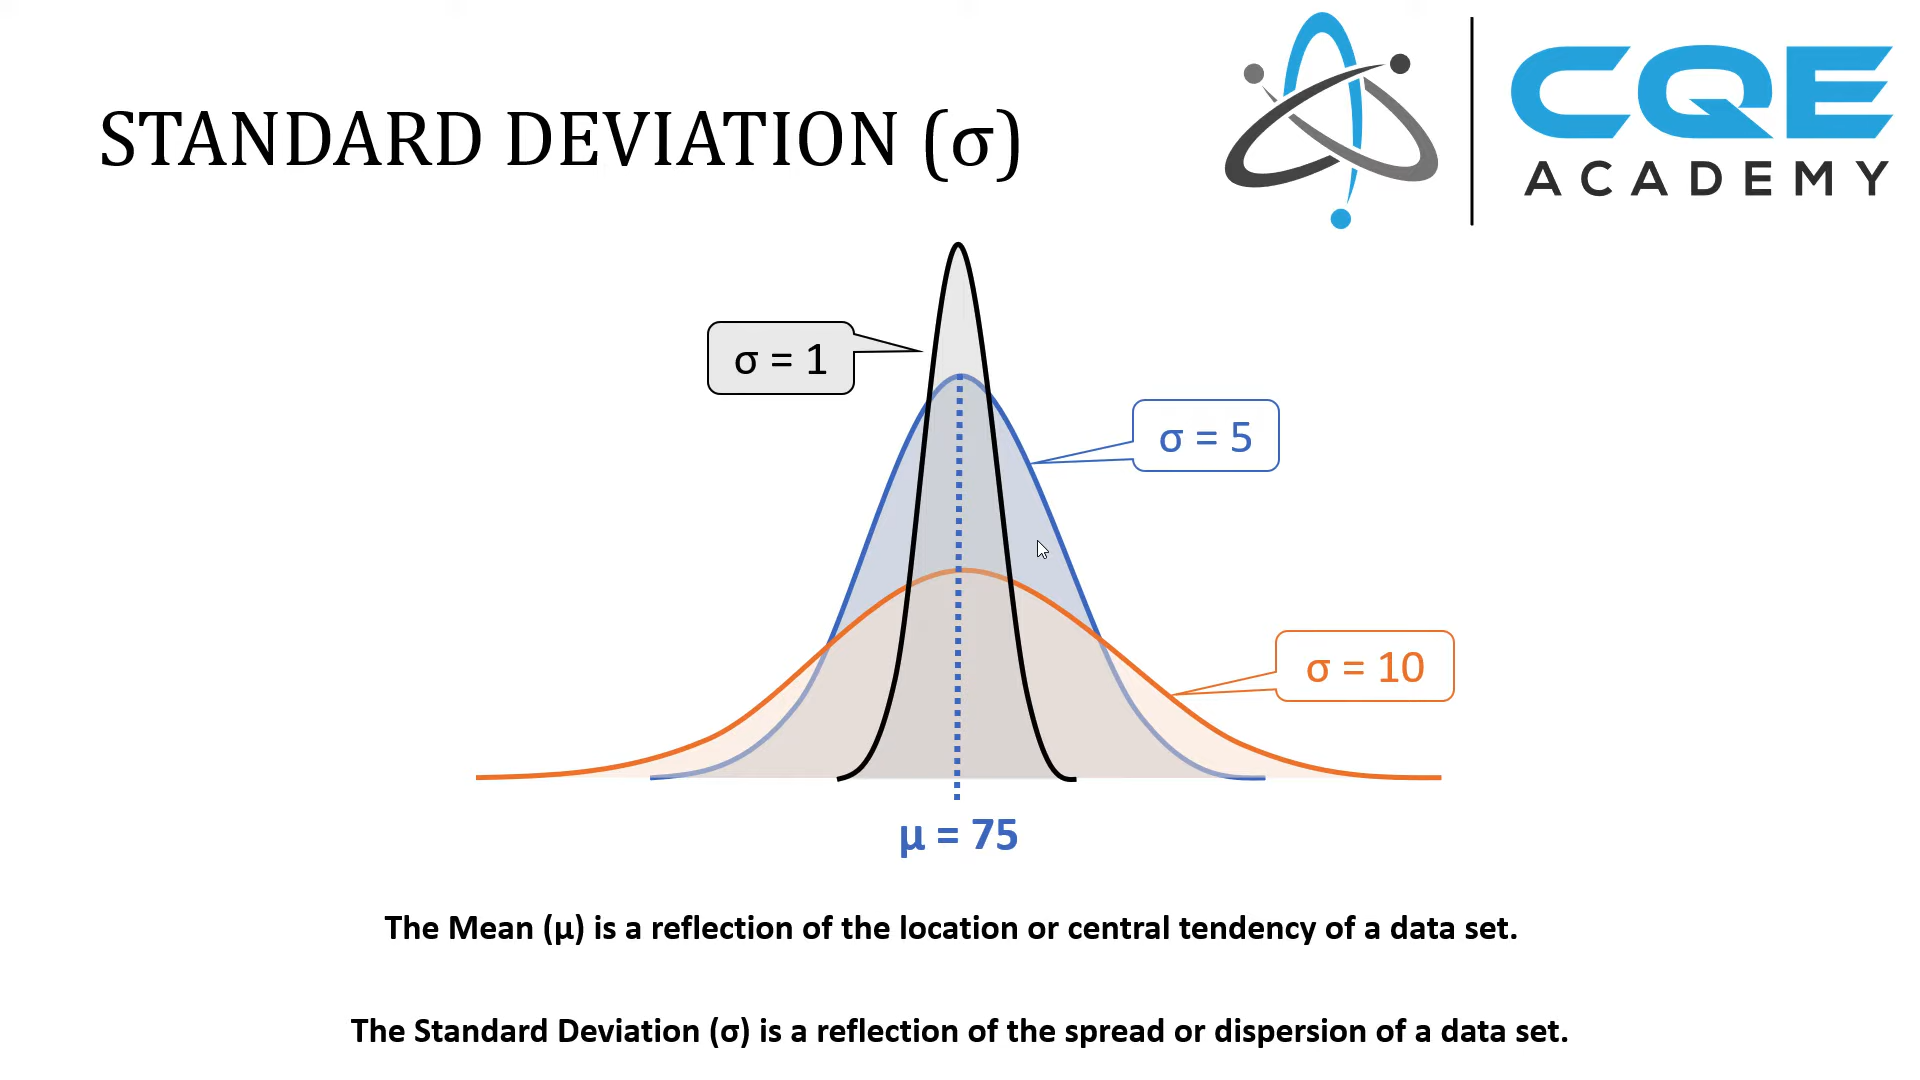 STANDARD DEVIATION (σ)
CQE
ACADEMY
σ = 1
σ = 5
σ = 10
μ = 75
The Mean (μ) is a reflection of the location or central tendency of a data set.
The Standard Deviation (σ) is a reflection of the spread or dispersion of a data set.